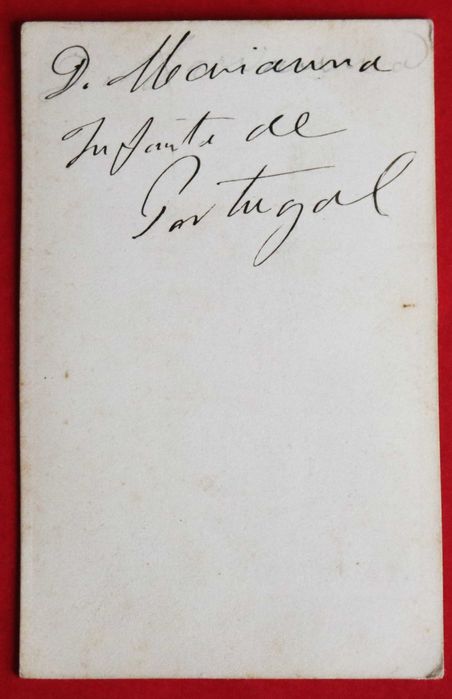 D. Marianna
Infante de
Portugal